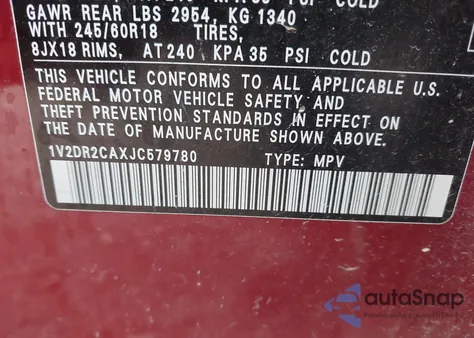 GAWR REAR LBS 2954, KG 1340
WITH 245/60R18 TIRES,
8JX18 RIMS, AT 240 KPA 35 PSI COLD
THIS VEHICLE CONFORMS TO ALL APPLICABLE U.S.
FEDERAL MOTOR VEHICLE SAFETY AND
THEFT PREVENTION STANDARDS IN EFFECT ON THE
DATE OF MANUFACTURE SHOWN ABOVE.
1V2DR2CAXJC579780 TYPE: MPV
autoSnap